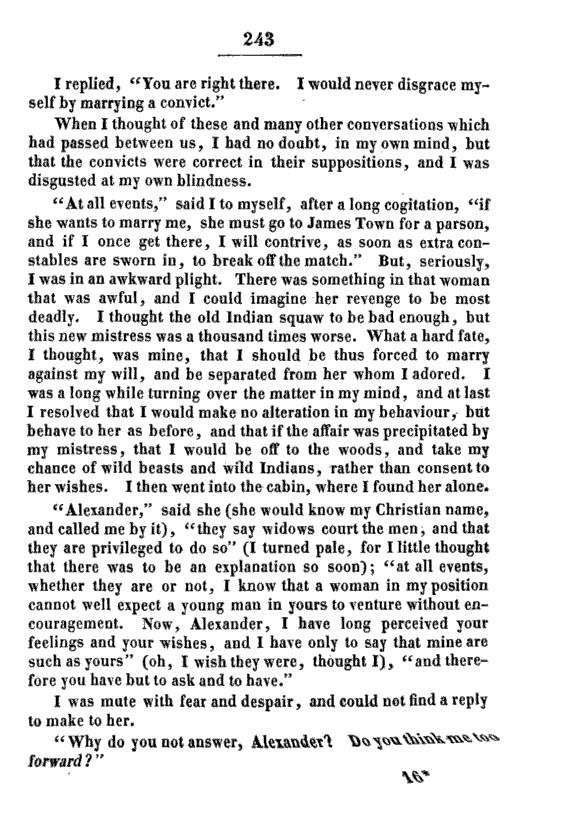 243
I replied, “You are right there. I would never disgrace my-
self by marrying a convict.”
When I thought of these and many other conversations which
had passed between us, I had no doubt, in my own mind, but
that the convicts were correct in their suppositions, and I was
disgusted at my own blindness.
“At all events,” said I to myself, after a long cogitation, “if
she wants to marry me, she must go to James Town for a parson,
and if I once get there, I will contrive, as soon as extra con-
stables are sworn in, to break off the match.” But, seriously,
I was in an awkward plight. There was something in that woman
that was awful, and I could imagine her revenge to be most
deadly. I thought the old Indian squaw to be bad enough, but
this new mistress was a thousand times worse. What a hard fate,
I thought, was mine, that I should be thus forced to marry
against my will, and be separated from her whom I adored. I
was a long while turning over the matter in my mind, and at last
I resolved that I would make no alteration in my behaviour, but
behave to her as before, and that if the affair was precipitated by
my mistress, that I would be off to the woods, and take my
chance of wild beasts and wild Indians, rather than consent to
her wishes. I then went into the cabin, where I found her alone.
“Alexander,” said she (she would know my Christian name,
and called me by it), “they say widows court the men, and that
they are privileged to do so” (I turned pale, for I little thought
that there was to be an explanation so soon); “at all events,
whether they are or not, I know that a woman in my position
cannot well expect a young man in yours to venture without en-
couragement. Now, Alexander, I have long perceived your
feelings and your wishes, and I have only to say that mine are
such as yours” (oh, I wish they were, thought I), “and there-
fore you have but to ask and to have.”
I was mute with fear and despair, and could not find a reply
to make to her.
“Why do you not answer, Alexander? Do you think me too
forward?”
16*